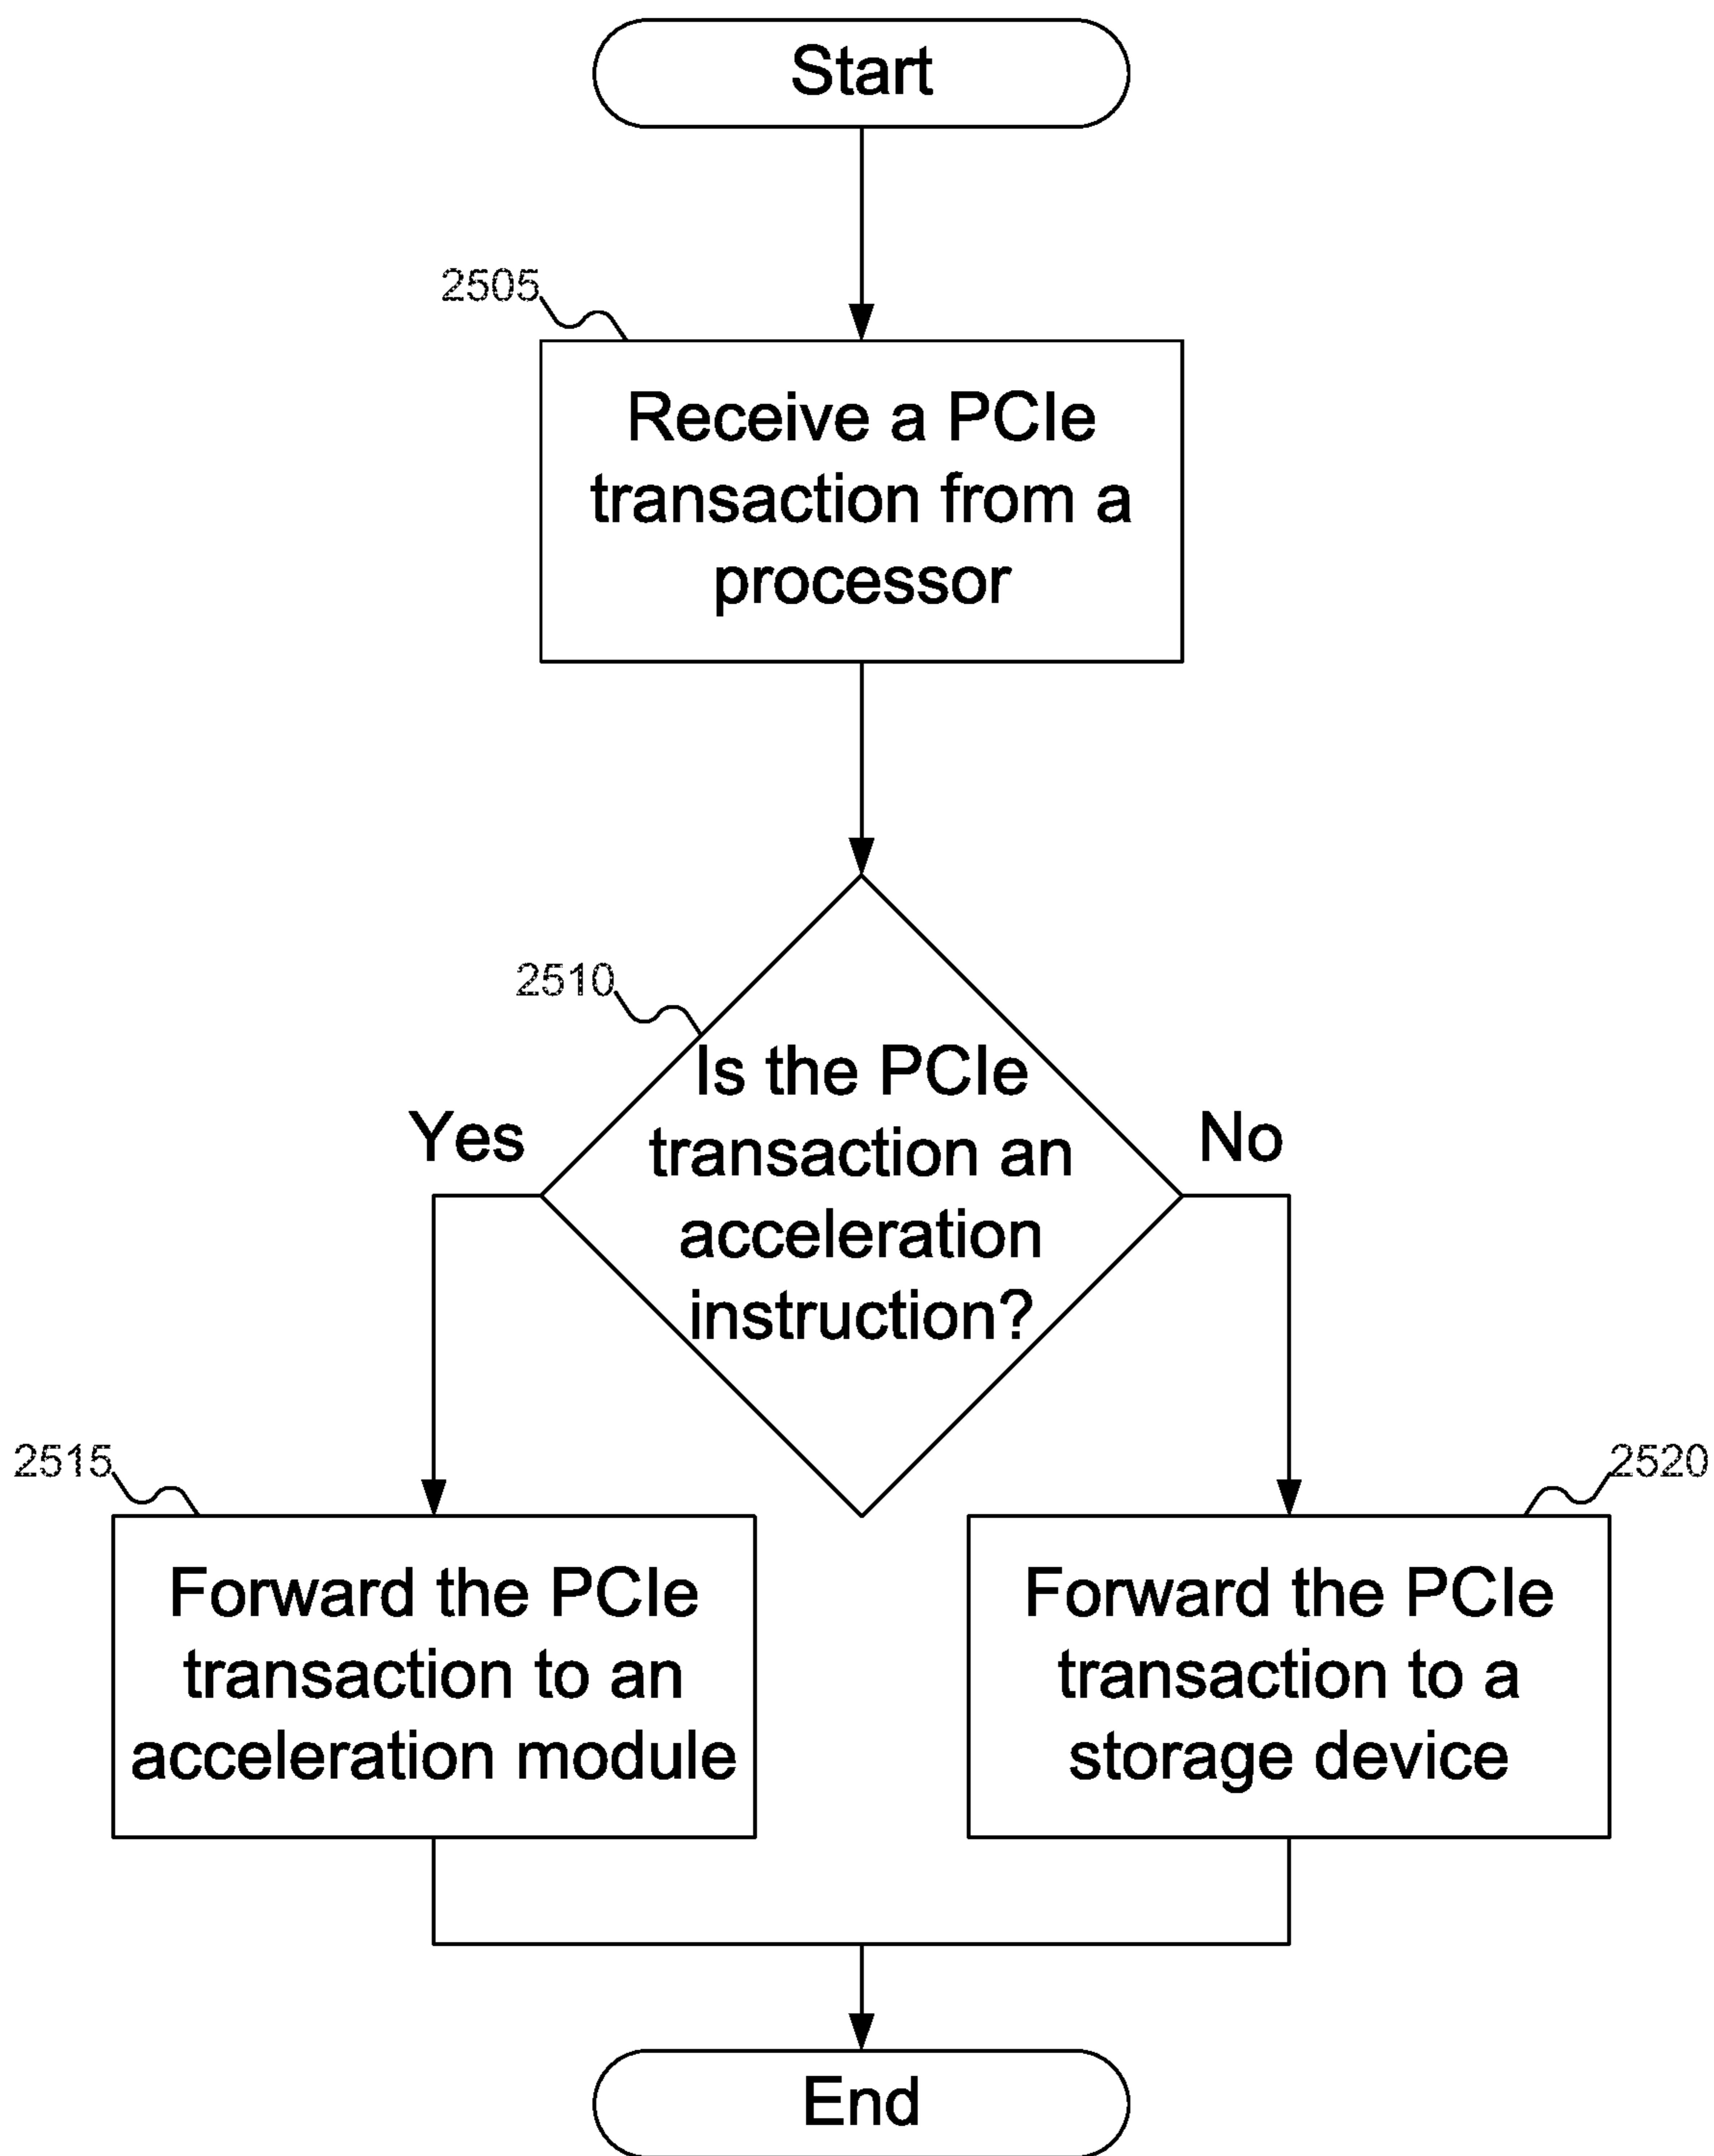 Start
2505
Receive a PCIe
transaction from a
processor
2510
Is the PCIe
transaction an
acceleration
instruction?
Yes
No
2515
Forward the PCIe
transaction to an
acceleration module
2520
Forward the PCIe
transaction to a
storage device
End